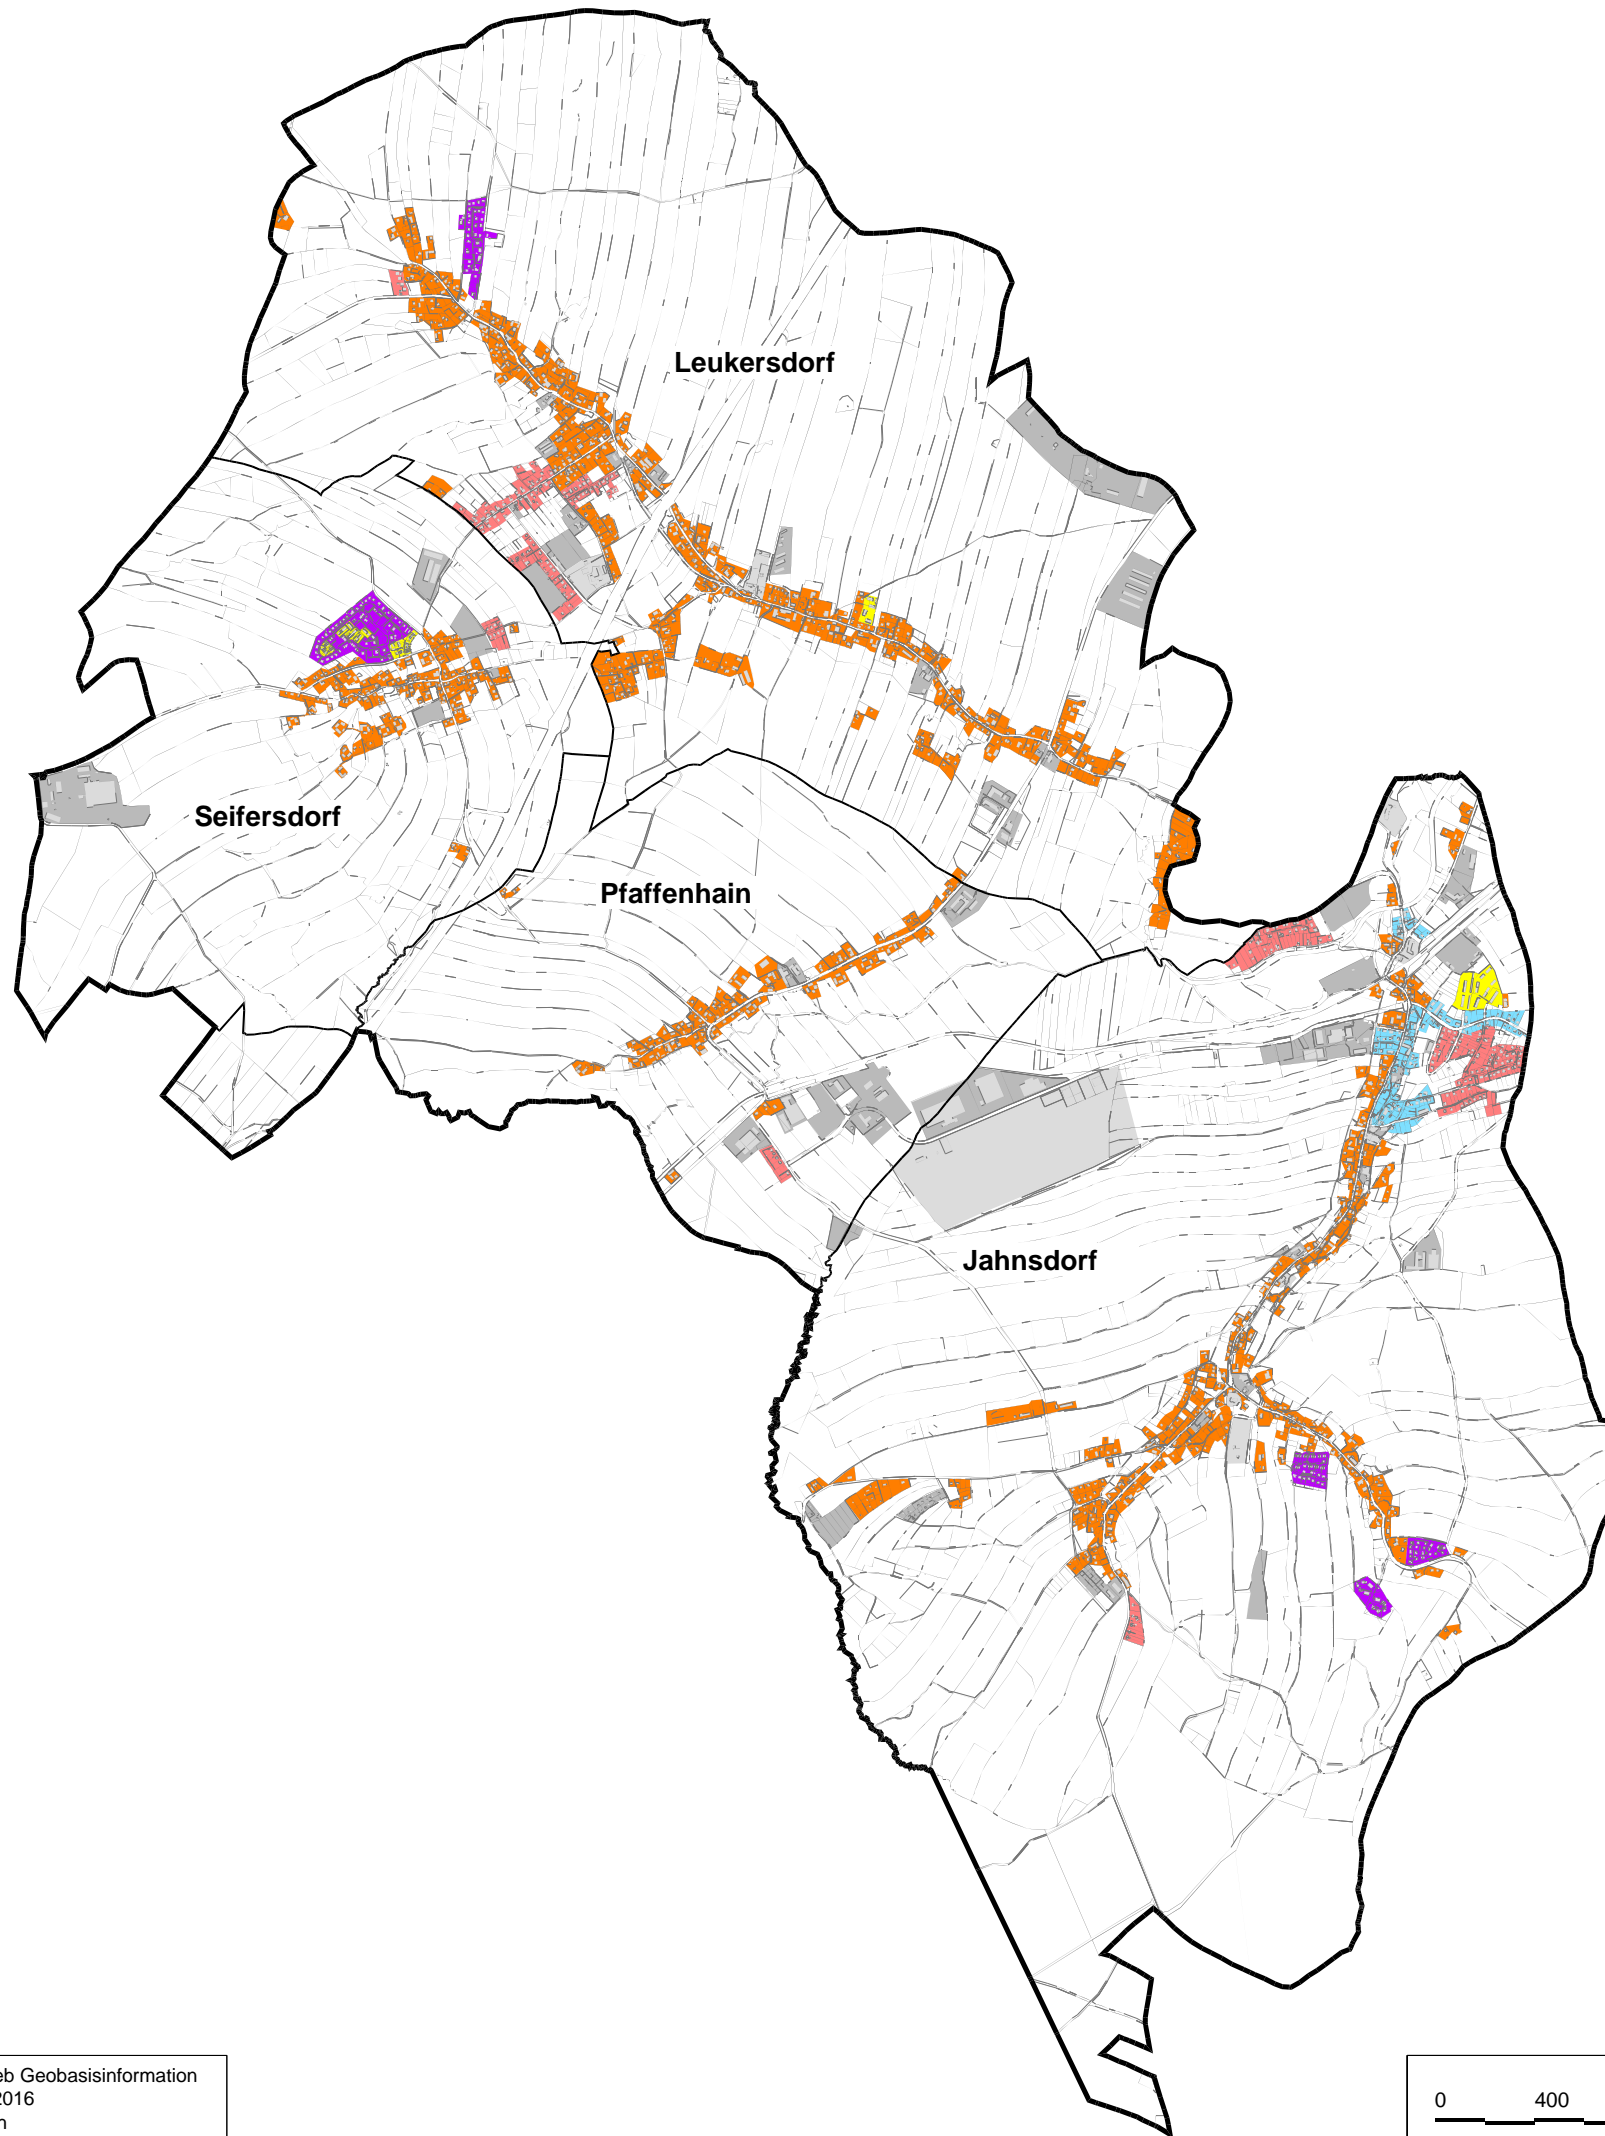 Leukersdorf
Seifersdorf
Pfaffenhain
Jahnsdorf
Geobasisinformation
2016
0 400